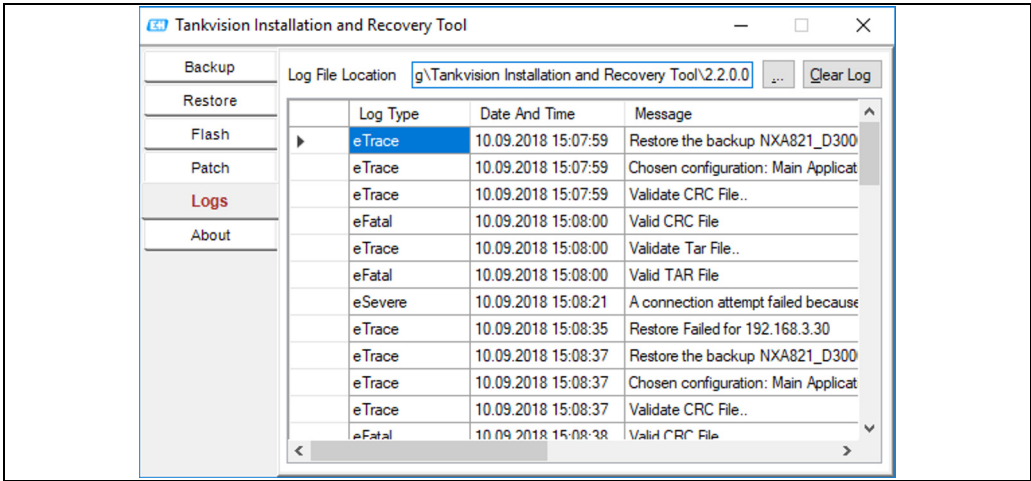 E+H Tankvision Installation and Recovery Tool
Backup
Restore
Flash
Patch
Logs
About
Log File Location g\Tankvision Installation and Recovery Tool\2.2.0.0 ... Clear Log
Log Type Date And Time Message
eTrace 10.09.2018 15:07:59 Restore the backup NXA821_D300
eTrace 10.09.2018 15:07:59 Chosen configuration: Main Applicat
eTrace 10.09.2018 15:07:59 Validate CRC File..
eFatal 10.09.2018 15:08:00 Valid CRC File
eTrace 10.09.2018 15:08:00 Validate Tar File..
eFatal 10.09.2018 15:08:00 Valid TAR File
eSevere 10.09.2018 15:08:21 A connection attempt failed because
eTrace 10.09.2018 15:08:35 Restore Failed for 192.168.3.30
eTrace 10.09.2018 15:08:37 Restore the backup NXA821_D300
eTrace 10.09.2018 15:08:37 Chosen configuration: Main Applicat
eTrace 10.09.2018 15:08:37 Validate CRC File..
eFatal 10.09.2018 15:08:38 Valid CRC File